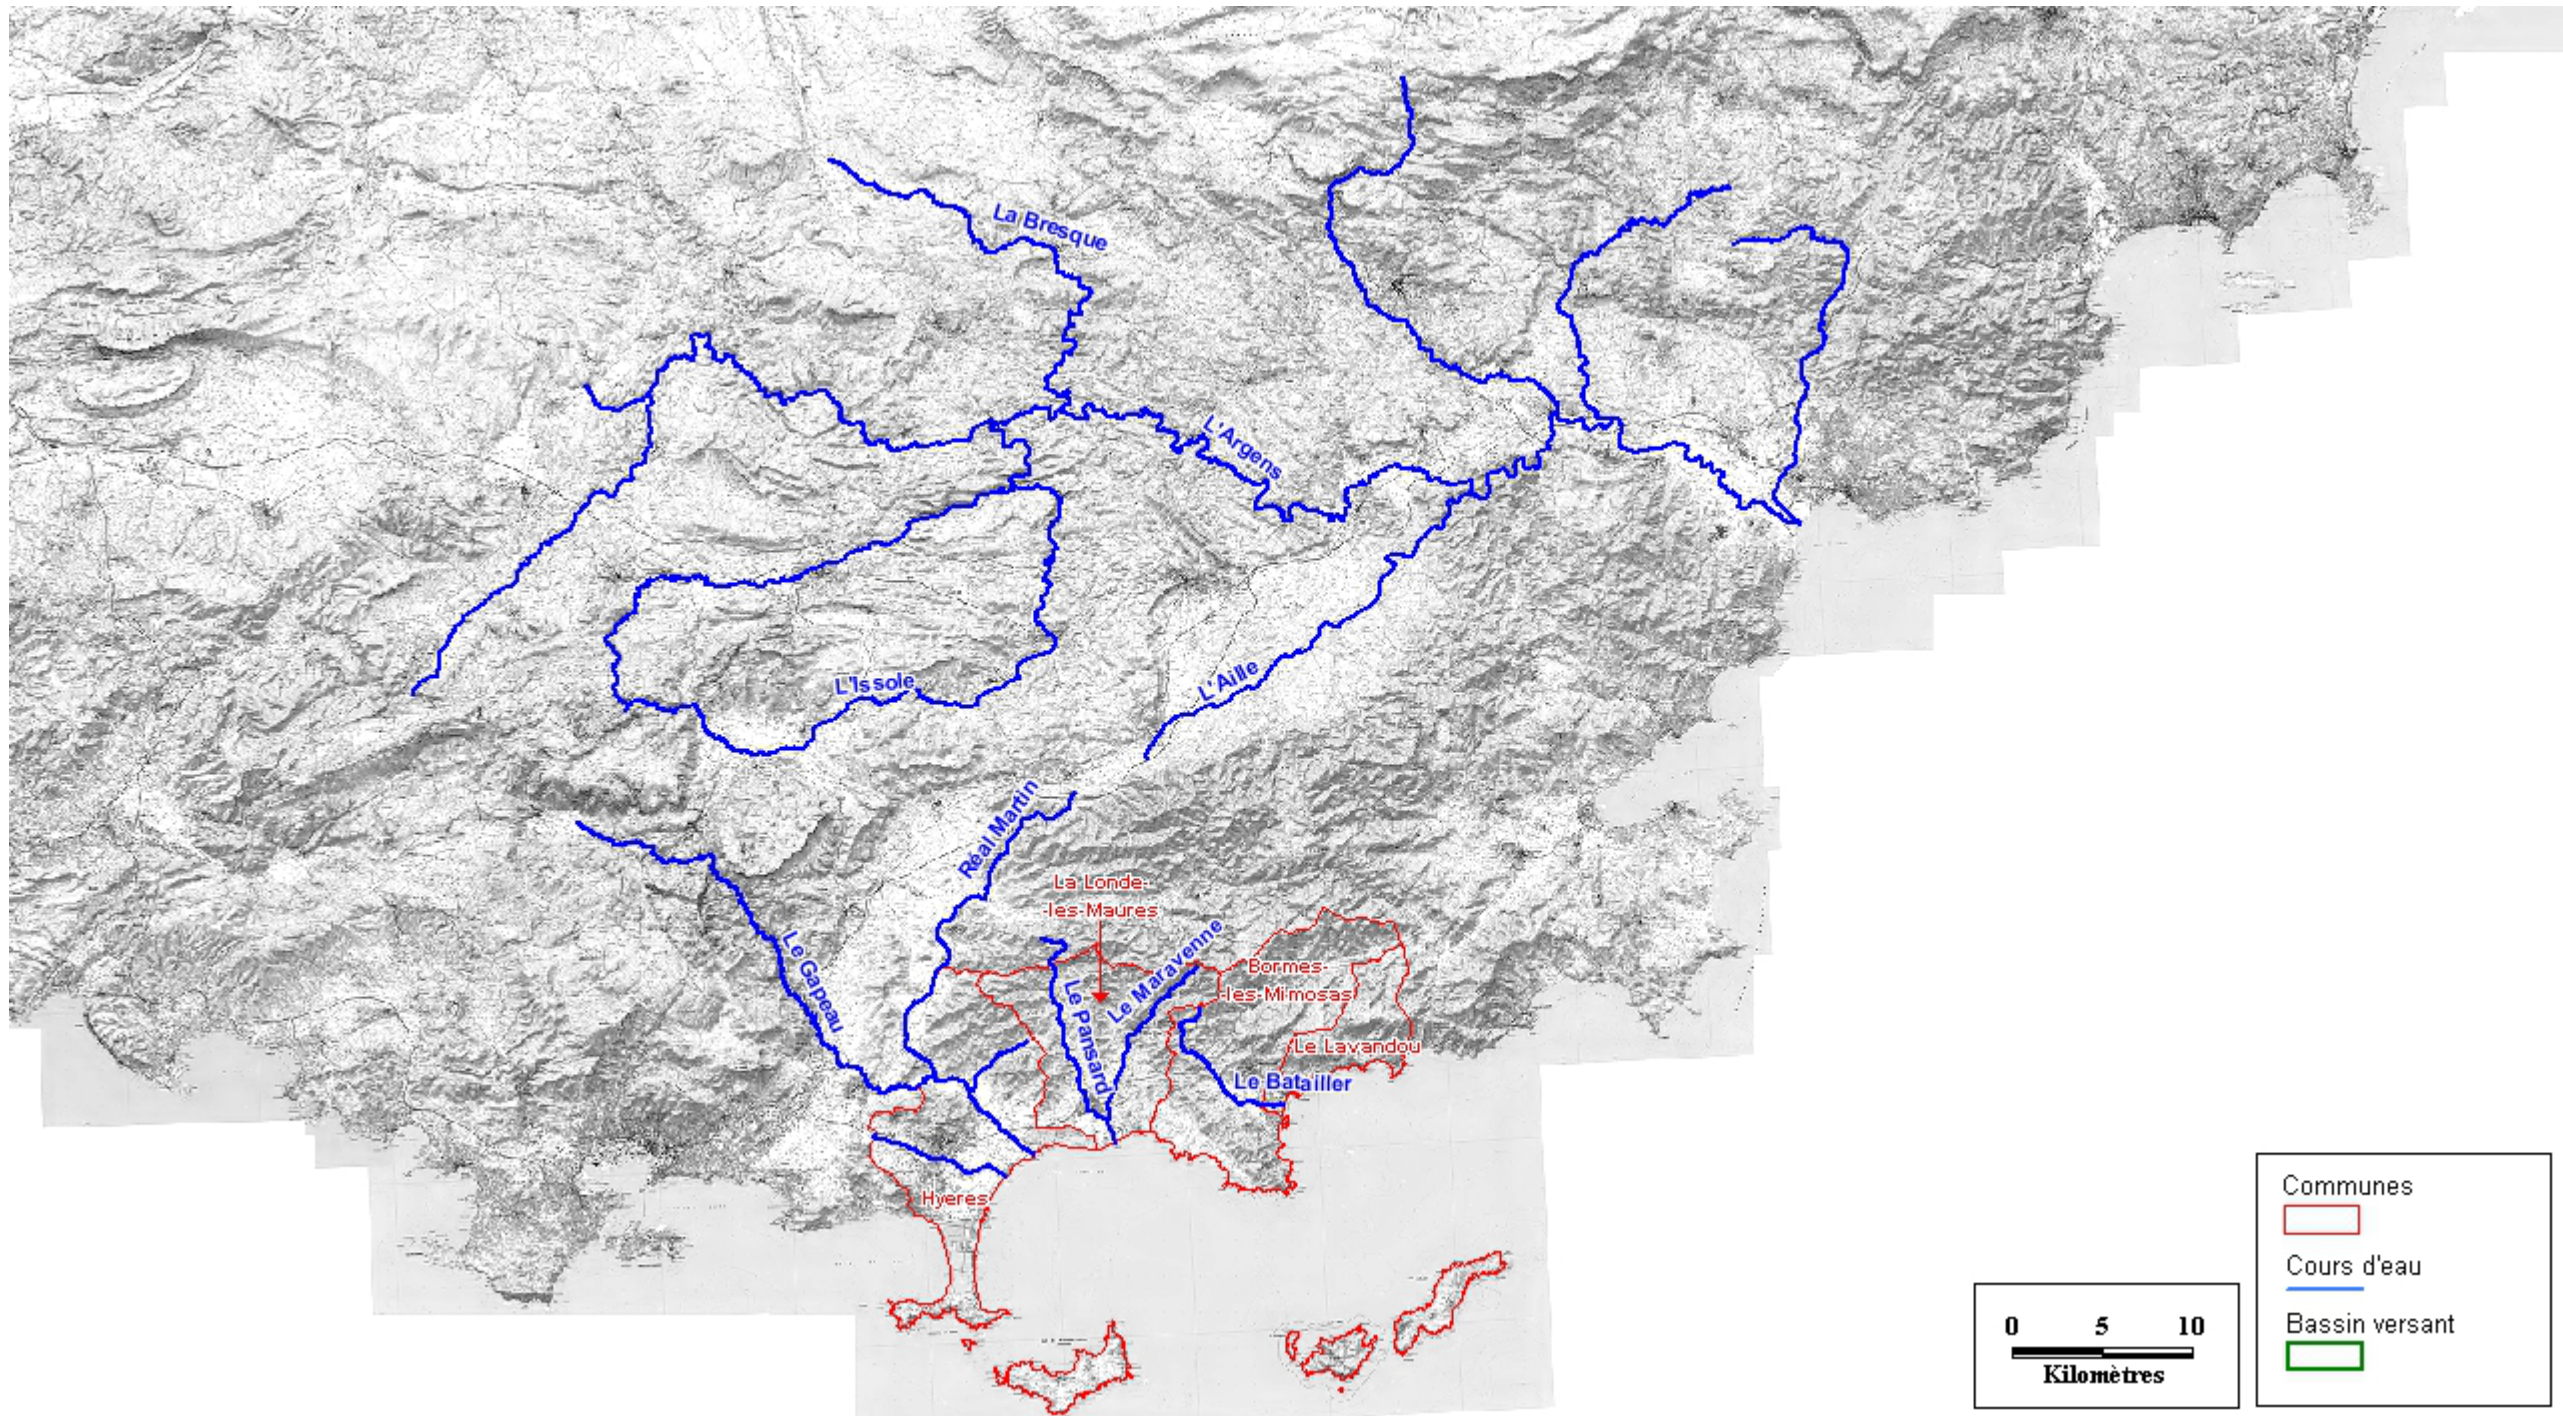 La Bresque
L'Argens
L'Issole
L'Aille
Réal Martin
La Londe-
-les-Maures
Le Maravenne
Le Gapeau
Bormes-
-les-Mimosas
Le Pansard
Le Lavandou
Le Batailler
Hyeres
Communes
Cours d'eau
Bassin versant
0 5 10
Kilomètres